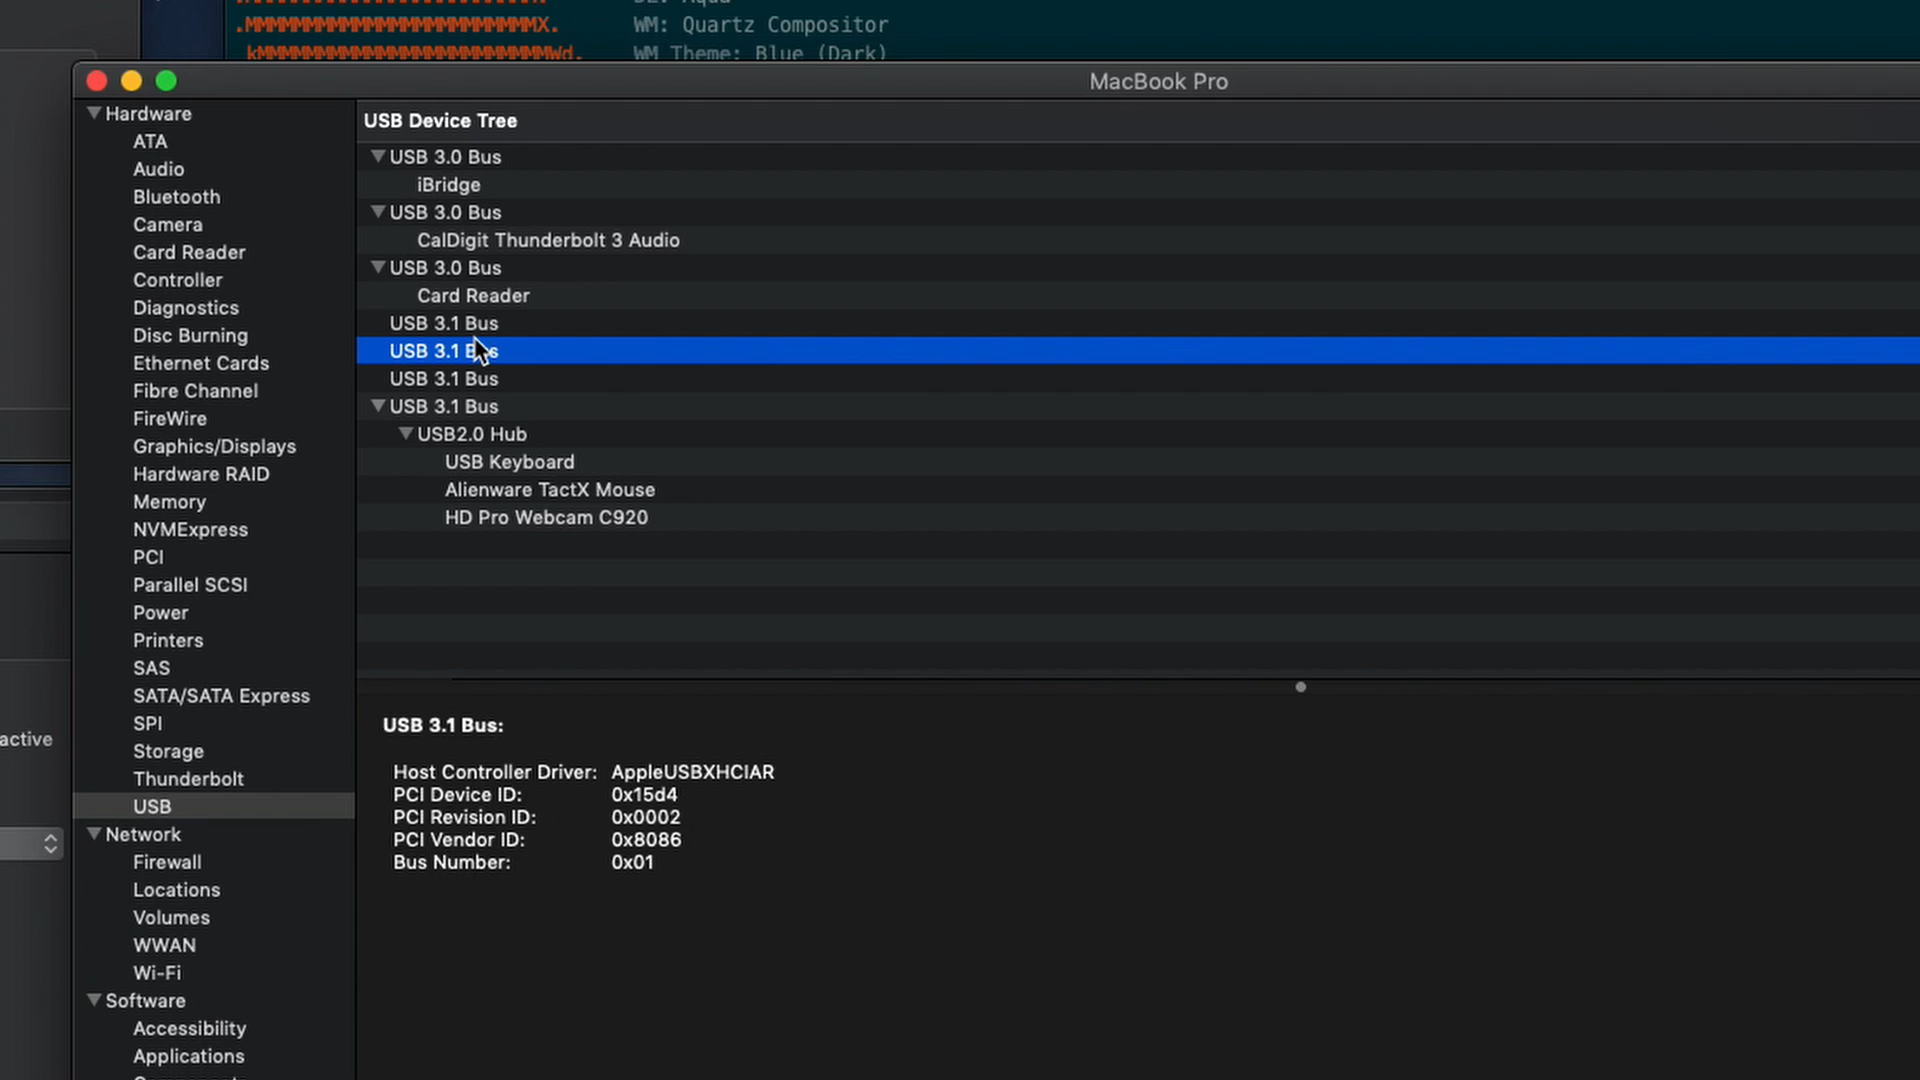 .MMMMMMMMMMMMMMMMMMMMMMMMX.
WM: Quartz Compositor
kMMMMMMMMMMMMMMMMMMMMMMMMWd.
WM Theme: Blue (Dark)
MacBook Pro
Hardware
ATA
Audio
Bluetooth
Camera
Card Reader
Controller
Diagnostics
Disc Burning
Ethernet Cards
Fibre Channel
FireWire
Graphics/Displays
Hardware RAID
Memory
NVMExpress
PCI
Parallel SCSI
Power
Printers
SAS
SATA/SATA Express
SPI
Storage
Thunderbolt
USB
Network
Firewall
Locations
Volumes
WWAN
Wi-Fi
Software
Accessibility
Applications
USB Device Tree
USB 3.0 Bus
iBridge
USB 3.0 Bus
CalDigit Thunderbolt 3 Audio
USB 3.0 Bus
Card Reader
USB 3.1 Bus
USB 3.1 Bus
USB 3.1 Bus
USB 3.1 Bus
USB2.0 Hub
USB Keyboard
Alienware TactX Mouse
HD Pro Webcam C920
USB 3.1 Bus:
Host Controller Driver: AppleUSBXHCIAR
PCI Device ID: 0x15d4
PCI Revision ID: 0x0002
PCI Vendor ID: 0x8086
Bus Number: 0x01
active